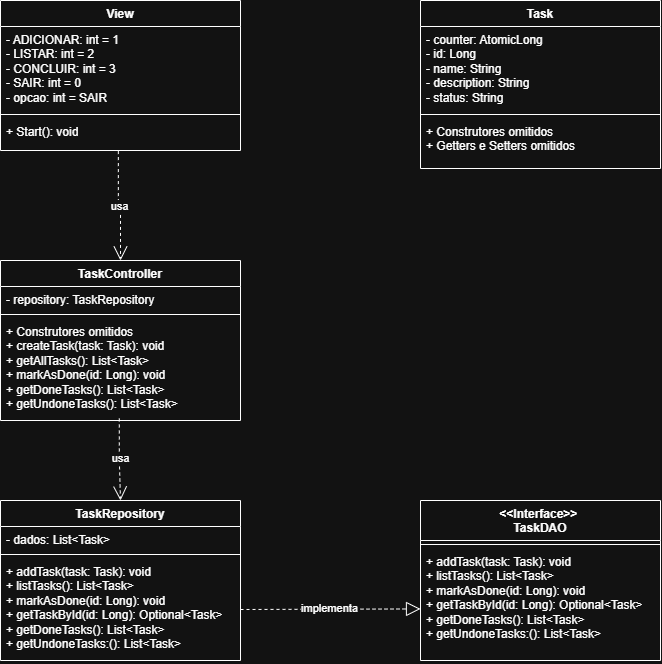 View
- ADICIONAR: int = 1
- LISTAR: int = 2
- CONCLUIR: int = 3
- SAIR: int = 0
- opcao: int = SAIR
+ Start(): void
Task
- counter: AtomicLong
- id: Long
- name: String
- description: String
- status: String
+ Construtores omitidos
+ Getters e Setters omitidos
usa
TaskController
- repository: TaskRepository
+ Construtores omitidos
+ createTask(task: Task): void
+ getAllTasks(): List<Task>
+ markAsDone(id: Long): void
+ getDoneTasks(): List<Task>
+ getUndoneTasks(): List<Task>
usa
TaskRepository
- dados: List<Task>
+ addTask(task: Task): void
+ listTasks(): List<Task>
+ markAsDone(id: Long): void
+ getTaskById(id: Long): Optional<Task>
+ getDoneTasks(): List<Task>
+ getUndoneTasks:(): List<Task>
implementa
<<Interface>>
TaskDAO
+ addTask(task: Task): void
+ listTasks(): List<Task>
+ markAsDone(id: Long): void
+ getTaskById(id: Long): Optional<Task>
+ getDoneTasks(): List<Task>
+ getUndoneTasks:(): List<Task>